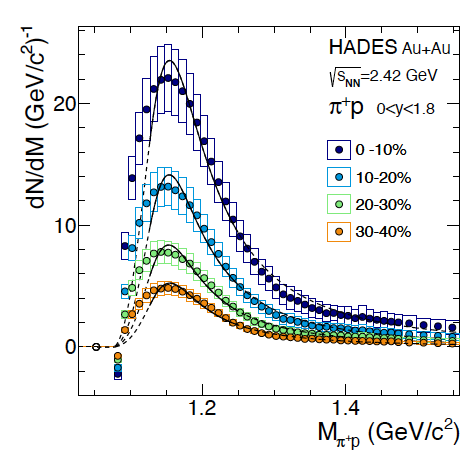 dN/dM (GeV/c²)⁻¹
20
10
0
HADES Au+Au
√sNN=2.42 GeV
π⁺p 0<y<1.8
0 -10%
10-20%
20-30%
30-40%
1.2
1.4
Mπ⁺p (GeV/c²)